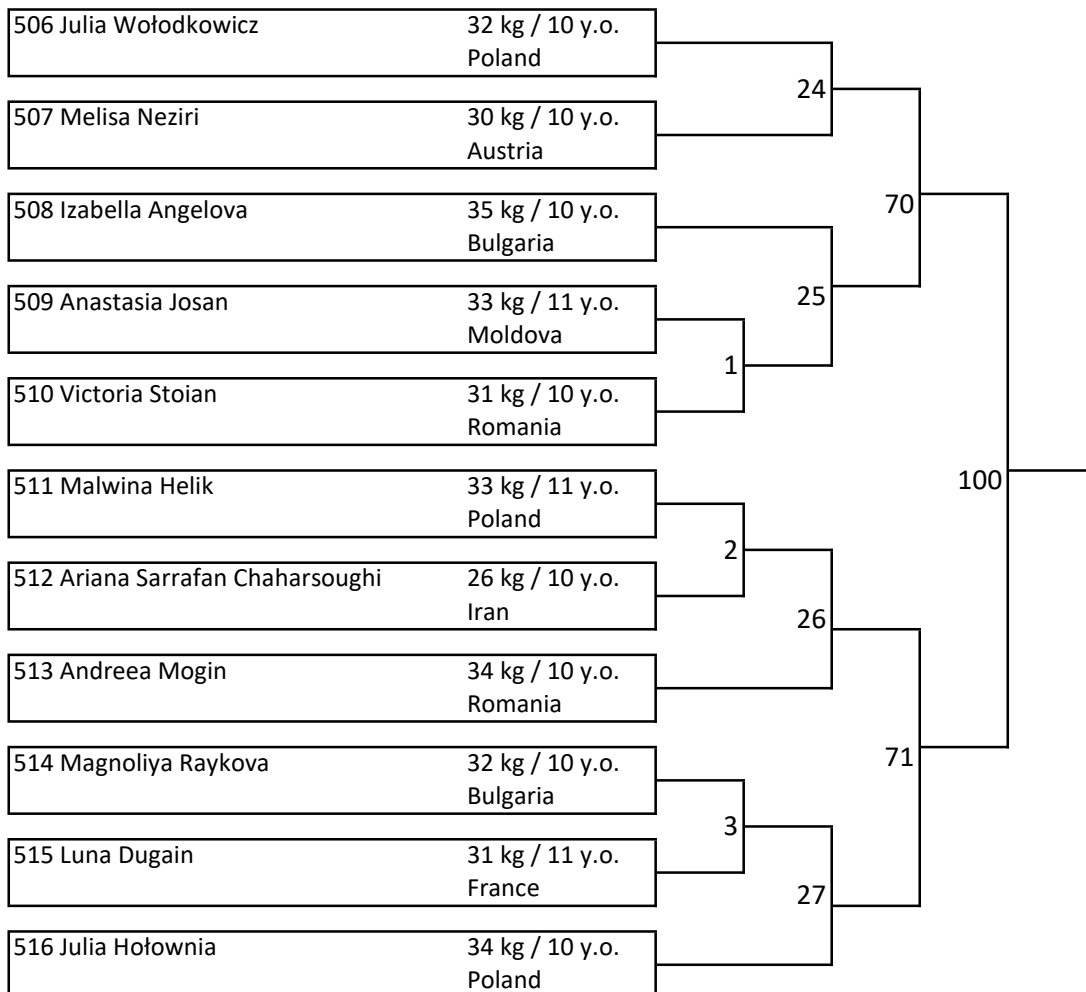 506 Julia Wołodkowicz 32 kg / 10 y.o.
Poland
24
507 Melisa Neziri 30 kg / 10 y.o.
Austria
508 Izabella Angelova 35 kg / 10 y.o.
70
Bulgaria
25
509 Anastasia Josan 33 kg / 11 y.o.
Moldova
1
510 Victoria Stoian 31 kg / 10 y.o.
Romania
100
511 Malwina Helik 33 kg / 11 y.o.
Poland
2
512 Ariana Sarrafan Chaharsoughi 26 kg / 10 y.o.
Iran
26
513 Andreea Mogin 34 kg / 10 y.o.
Romania
71
514 Magnoliya Raykova 32 kg / 10 y.o.
Bulgaria
3
515 Luna Dugain 31 kg / 11 y.o.
France
27
516 Julia Hołownia 34 kg / 10 y.o.
Poland